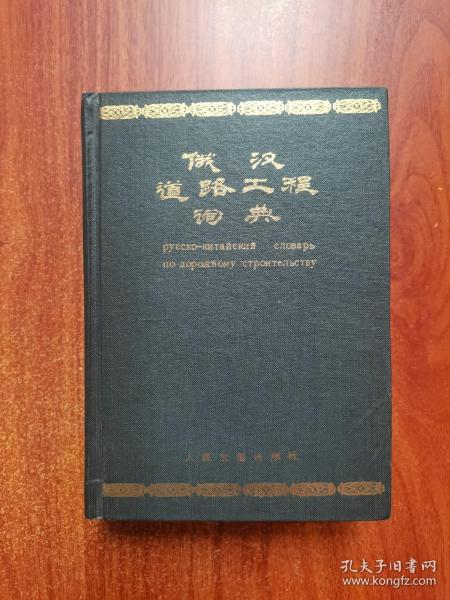 俄汉
道路工程
词典
русско-китайский словарь
по дорожному строительству
人民交通出版社
孔夫子旧书网
www.kongfz.com